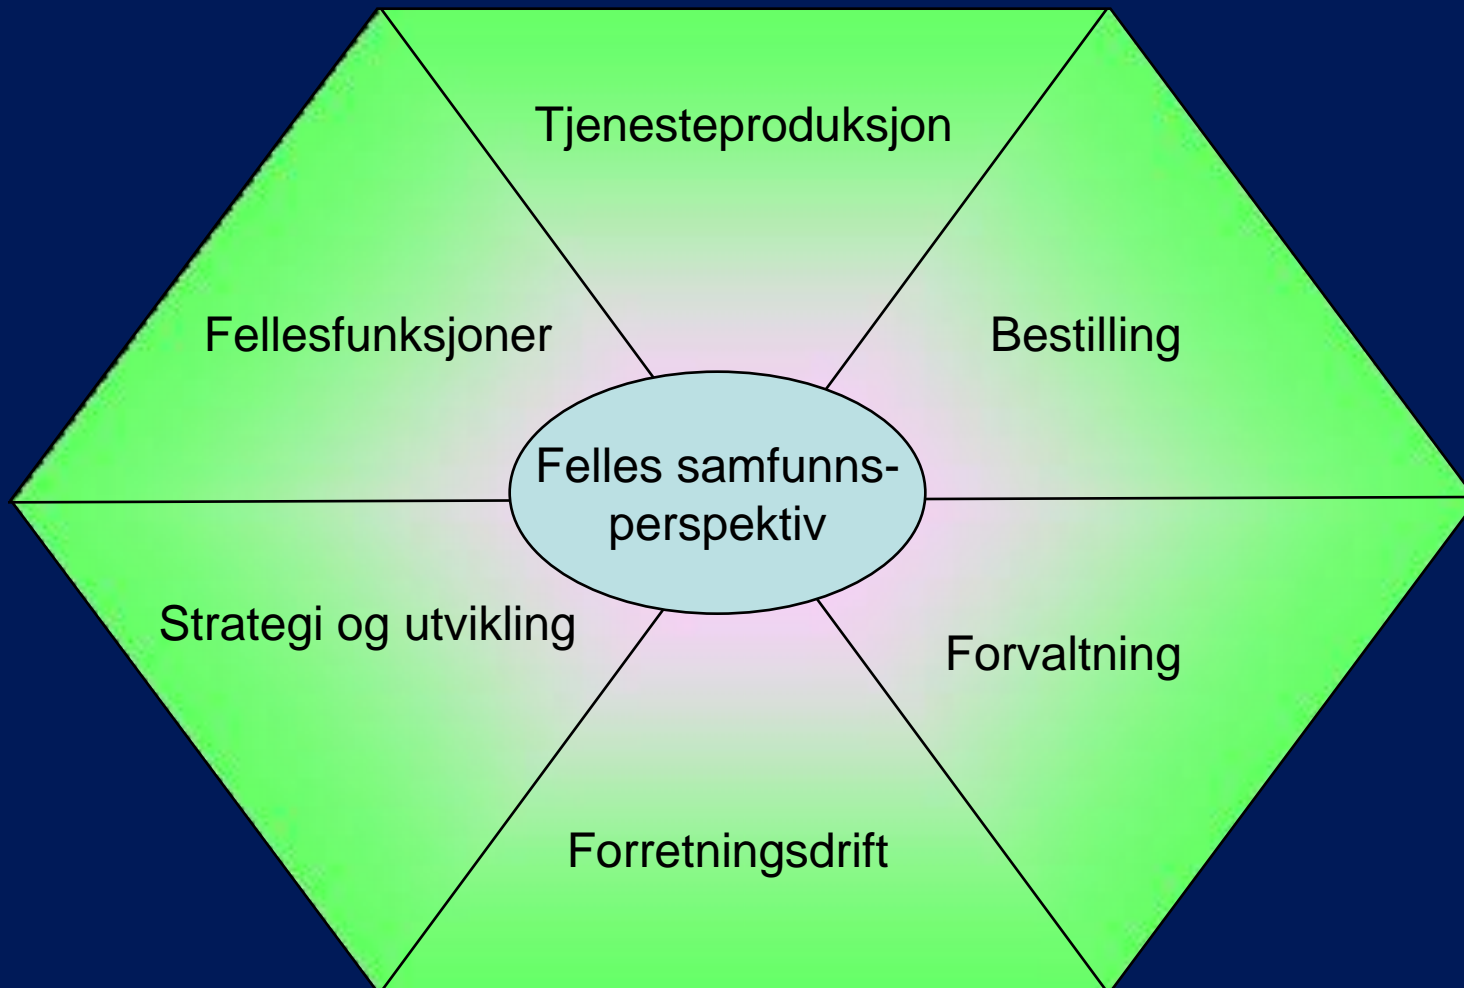 Tjenesteproduksjon
Fellesfunksjoner
Bestilling
Felles samfunns-
perspektiv
Strategi og utvikling
Forvaltning
Forretningsdrift